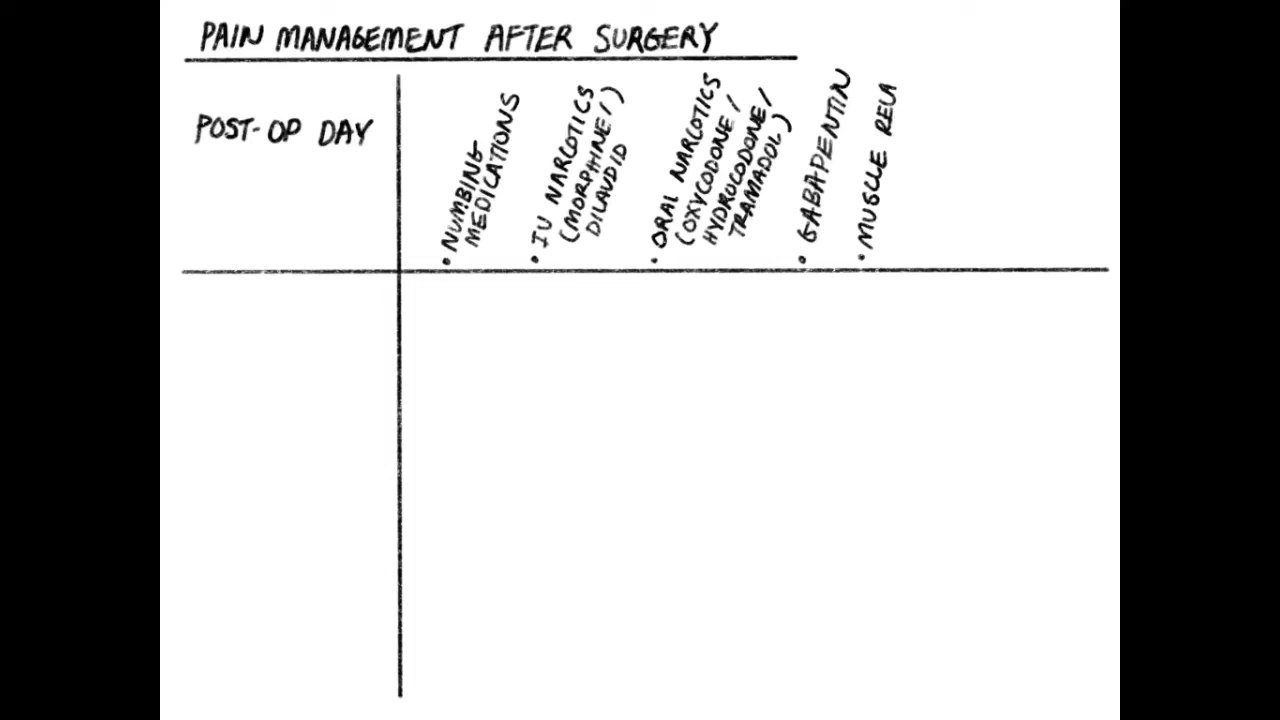 PAIN MANAGEMENT AFTER SURGERY
POST-OP DAY
• NUMBING
MEDICATIONS
• IV NARCOTICS
(MORPHINE/)
DILAUDID
• ORAL NARCOTICS
(OXYCODONE/
HYDROCODONE/
TRAMADOL)
• GABAPENTIN
• MUSCLE RELA